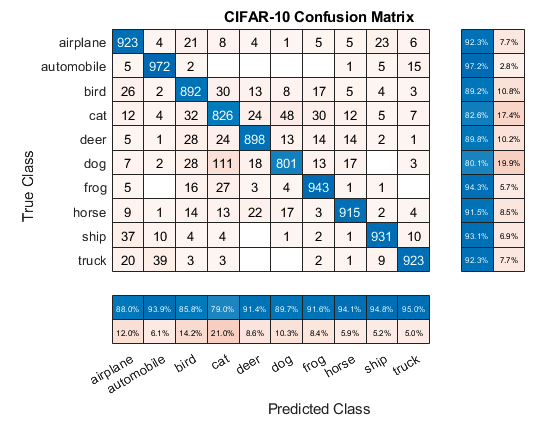 CIFAR-10 Confusion Matrix
airplane 923 4 21 8 4 1 5 5 23 6 92.3% 7.7%
automobile 5 972 2 1 5 15 97.2% 2.8%
bird 26 2 892 30 13 8 17 5 4 3 89.2% 10.8%
cat 12 4 32 826 24 48 30 12 5 7 82.6% 17.4%
deer 5 1 28 24 898 13 14 14 2 1 89.8% 10.2%
dog 7 2 28 111 18 801 13 17 3 80.1% 19.9%
frog 5 16 27 3 4 943 1 1 94.3% 5.7%
horse 9 1 14 13 22 17 3 915 2 4 91.5% 8.5%
ship 37 10 4 4 1 2 1 931 10 93.1% 6.9%
truck 20 39 3 3 2 1 9 923 92.3% 7.7%
True Class
88.0% 93.9% 85.8% 79.0% 91.4% 89.7% 91.6% 94.1% 94.8% 95.0%
12.0% 6.1% 14.2% 21.0% 8.6% 10.3% 8.4% 5.9% 5.2% 5.0%
airplane automobile bird cat deer dog frog horse ship truck
Predicted Class